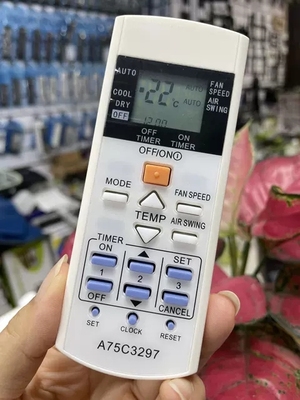 AUTO
COOL
DRY
OFF
22°C
AUTO
AUTO
12:00
FAN
SPEED
AIR
SWING
OFF
TIMER
ON
TIMER
OFF/ON
MODE
TEMP
FAN SPEED
AIR SWING
TIMER
ON
SET
1
2
3
OFF
CANCEL
SET
CLOCK
RESET
A75C3297